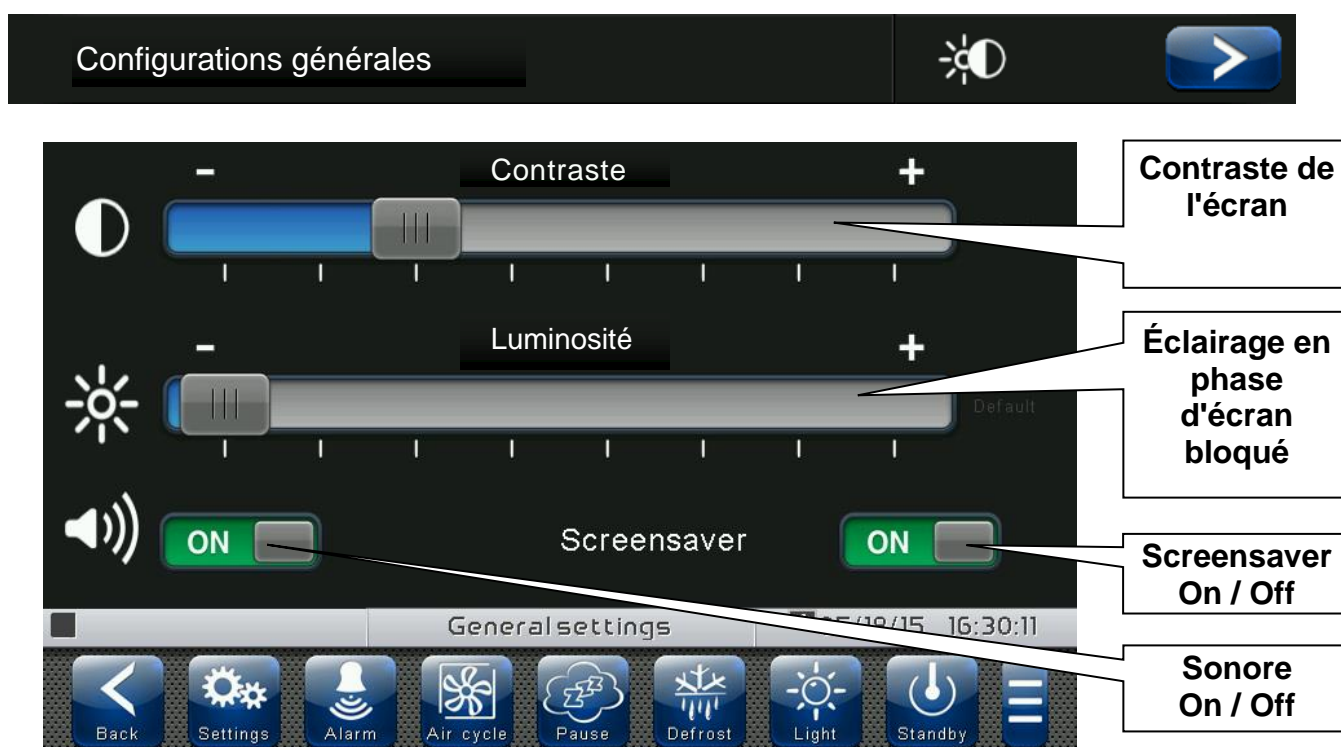 Configurations générales
- Contraste +
Contraste de
l'écran
- Luminosité +
Éclairage en
phase
d'écran
bloqué
Default
ON Screensaver ON
Screensaver
On / Off
General settings 16:30:11
Sonore
On / Off
Back Settings Alarm Air cycle Pause Defrost Light Standby